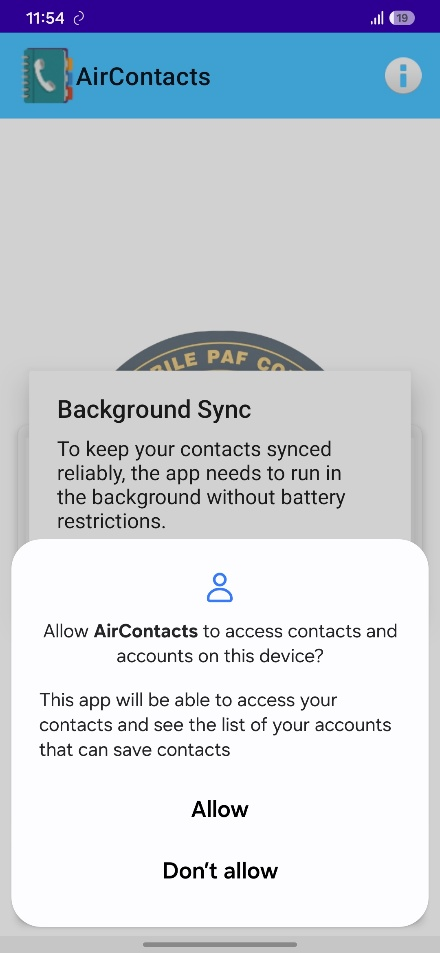 11:54
19
AirContacts
BILE PAF CO
Background Sync
To keep your contacts synced
reliably, the app needs to run in
the background without battery
restrictions.
Allow AirContacts to access contacts and
accounts on this device?
This app will be able to access your
contacts and see the list of your accounts
that can save contacts
Allow
Don't allow